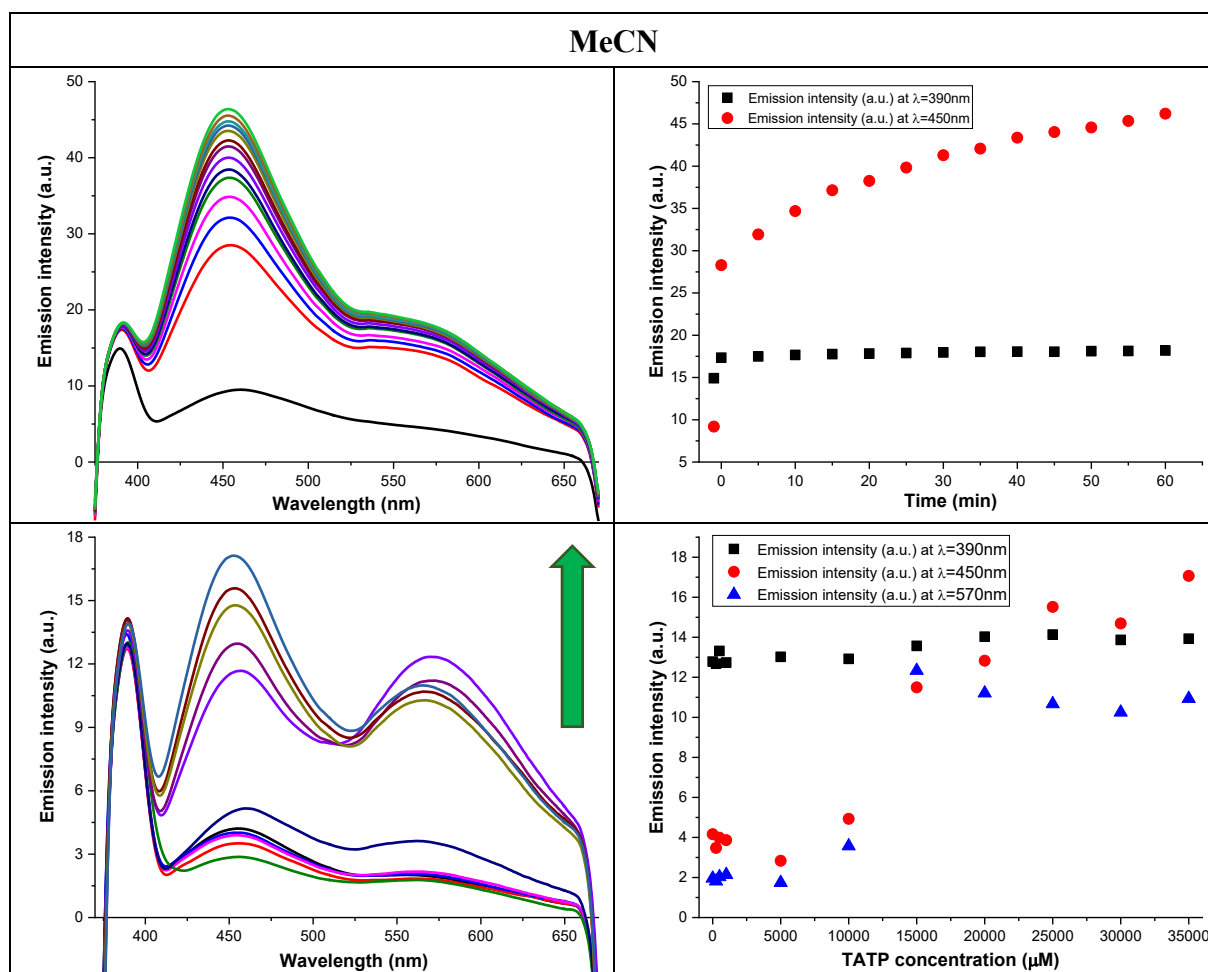 MeCN
50
45
40
35
30
25
20
15
10
5
0
Emission intensity (a.u.)
400 450 500 550 600 650
Wavelength (nm)
Emission intensity (a.u.) at λ=390nm
Emission intensity (a.u.) at λ=450nm
50
45
40
35
30
25
20
15
10
5
Emission intensity (a.u.)
0 10 20 30 40 50 60
Time (min)
18
15
12
9
6
3
0
Emission intensity (a.u.)
400 450 500 550 600 650
Wavelength (nm)
Emission intensity (a.u.) at λ=390nm
Emission intensity (a.u.) at λ=450nm
Emission intensity (a.u.) at λ=570nm
18
16
14
12
10
8
6
4
2
0
Emission intensity (a.u.)
0 5000 10000 15000 20000 25000 30000 35000
TATP concentration (μM)